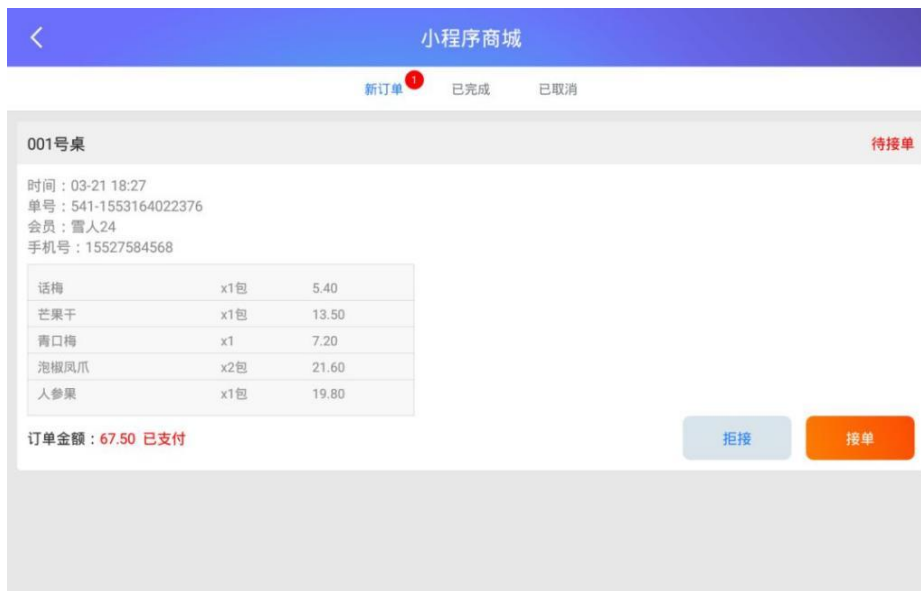 小程序商城
新订单 1 已完成 已取消
001号桌 待接单
时间：03-21 18:27
单号：541-1553164022376
会员：雪人24
手机号：15527584568
话梅 x1包 5.40
芒果干 x1包 13.50
青口梅 x1 7.20
泡椒凤爪 x2包 21.60
人参果 x1包 19.80
订单金额：67.50 已支付 拒接 接单